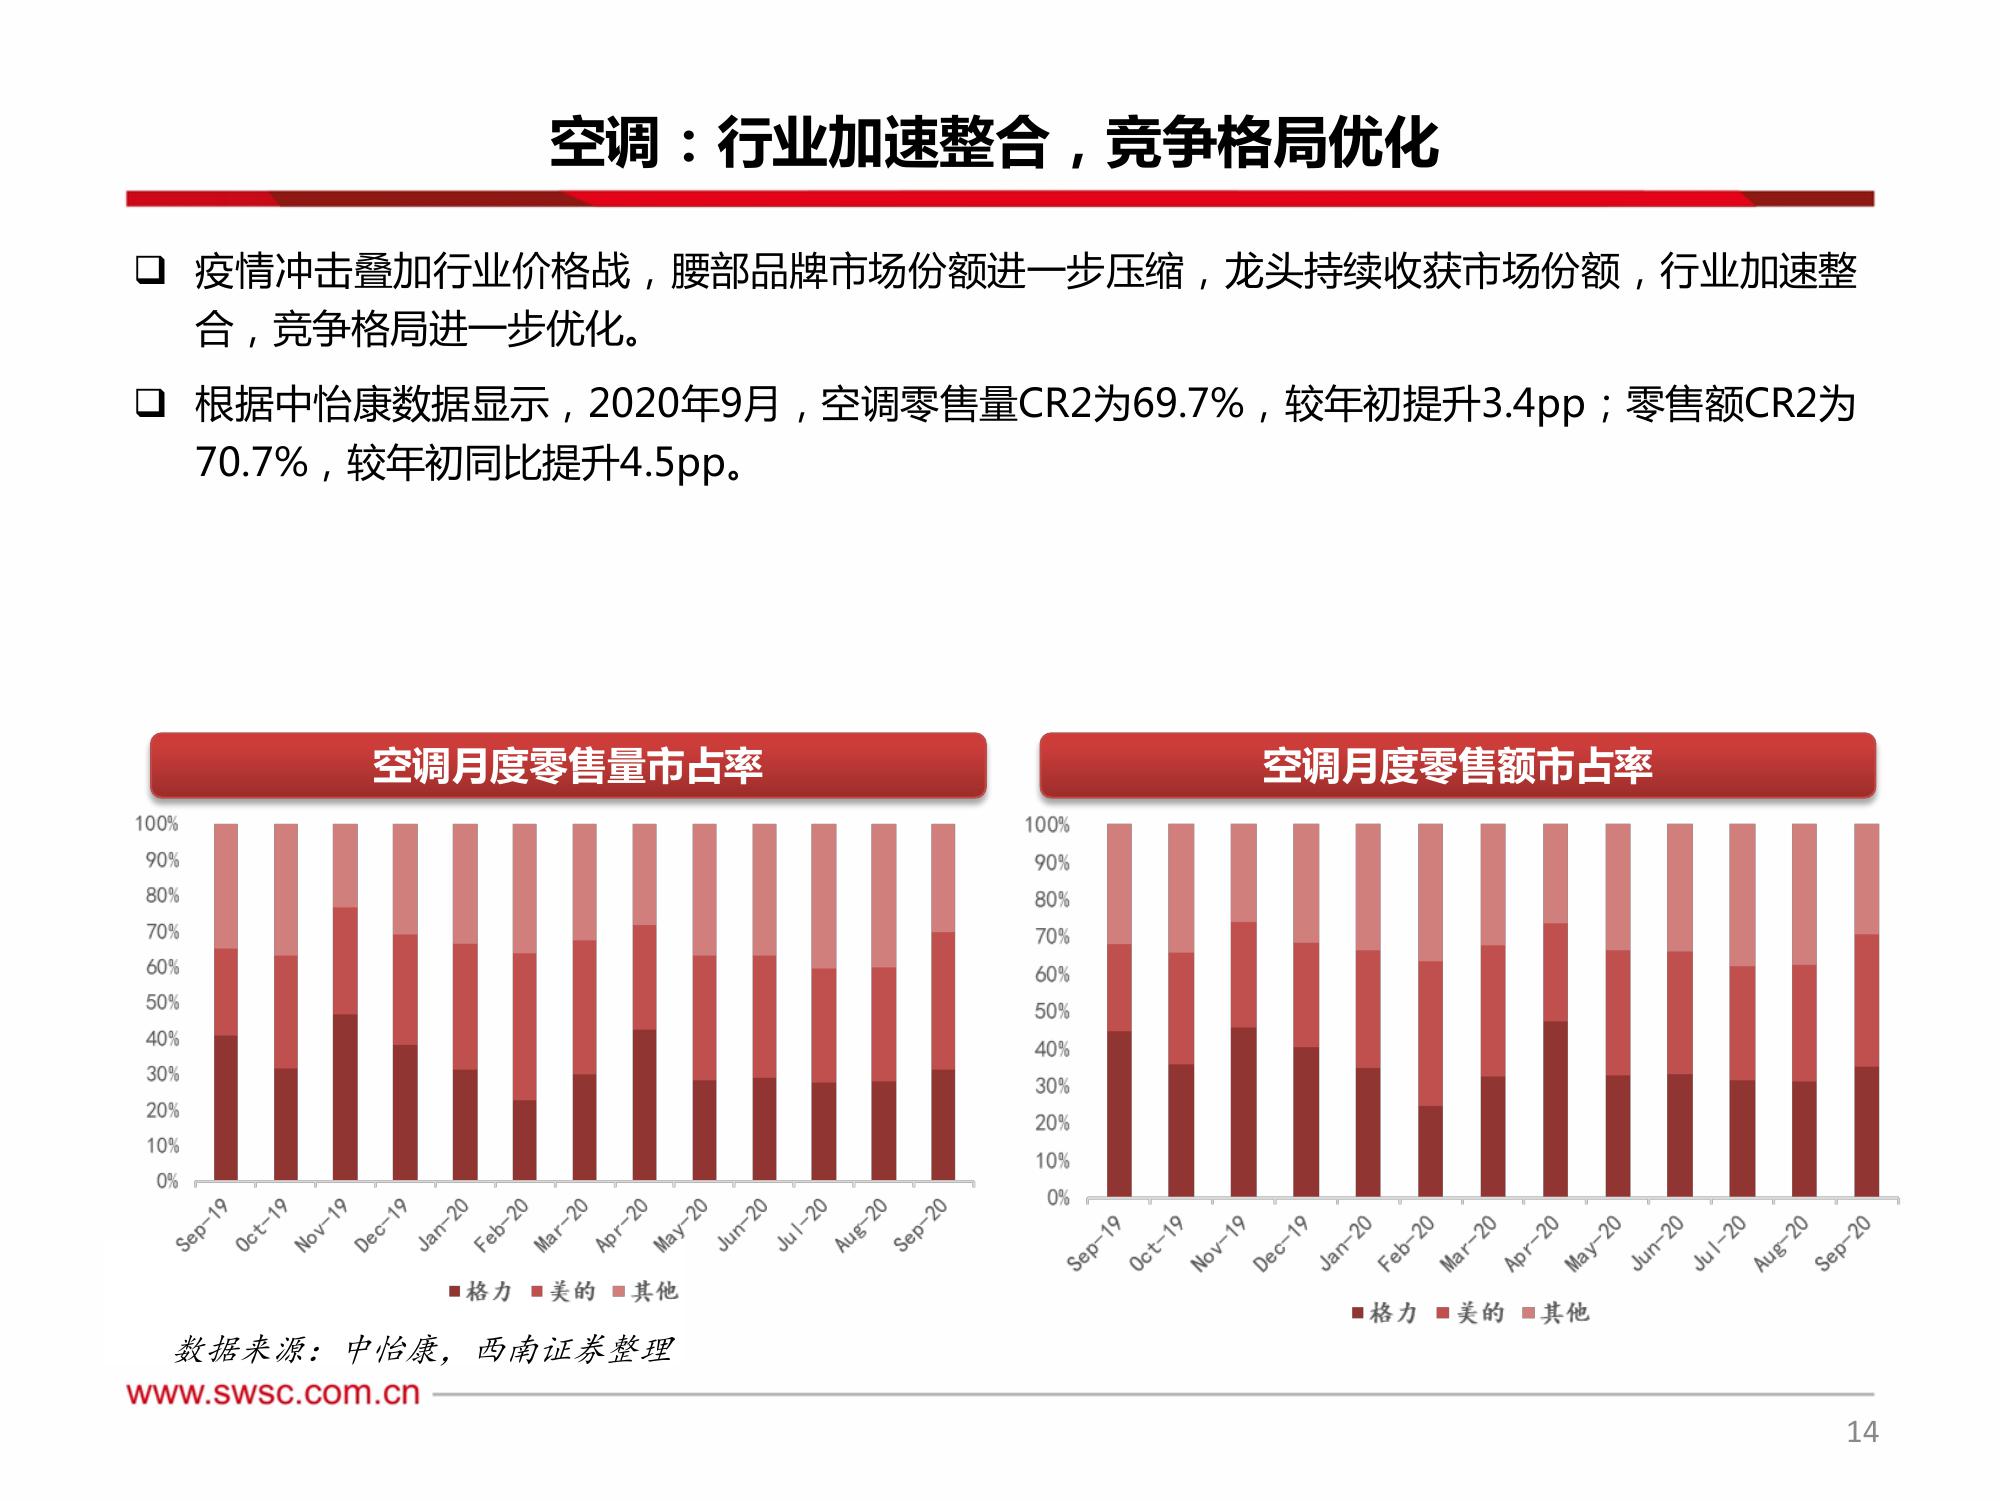 空调：行业加速整合，竞争格局优化
❑ 疫情冲击叠加行业价格战，腰部品牌市场份额进一步压缩，龙头持续收获市场份额，行业加速整
合，竞争格局进一步优化。
❑ 根据中怡康数据显示，2020年9月，空调零售量CR2为69.7%，较年初提升3.4pp；零售额CR2为
70.7%，较年初同比提升4.5pp。
空调月度零售量市占率
100%
90%
80%
70%
60%
50%
40%
30%
20%
10%
0%
Sep-19 Oct-19 Nov-19 Dec-19 Jan-20 Feb-20 Mar-20 Apr-20 May-20 Jun-20 Jul-20 Aug-20 Sep-20
格力 美的 其他
空调月度零售额市占率
100%
90%
80%
70%
60%
50%
40%
30%
20%
10%
0%
Sep-19 Oct-19 Nov-19 Dec-19 Jan-20 Feb-20 Mar-20 Apr-20 May-20 Jun-20 Jul-20 Aug-20 Sep-20
格力 美的 其他
数据来源：中怡康，西南证券整理
www.swsc.com.cn
14